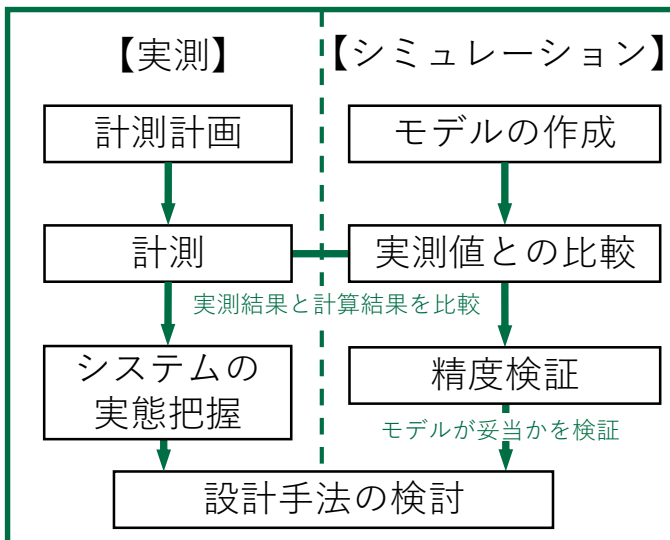 【実測】
【シミュレーション】
計測計画
モデルの作成
計測
実測値との比較
実測結果と計算結果を比較
システムの
実態把握
精度検証
モデルが妥当かを検証
設計手法の検討